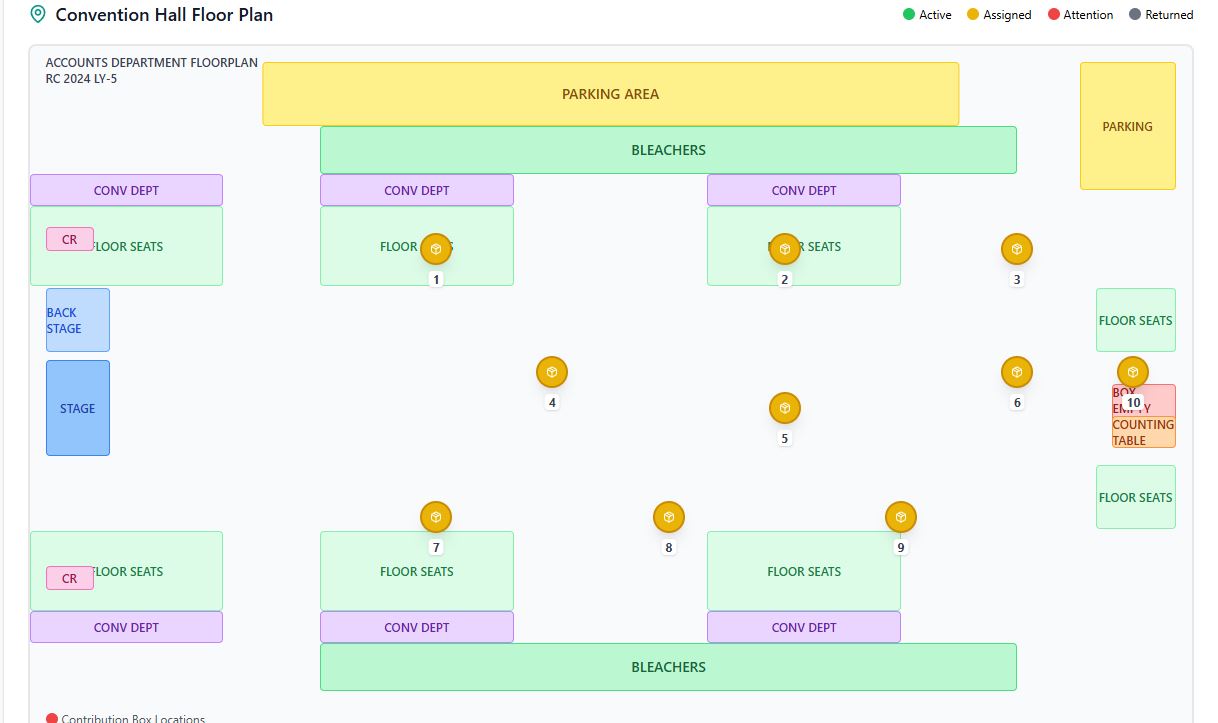 Convention Hall Floor Plan
Active
Assigned
Attention
Returned
ACCOUNTS DEPARTMENT FLOORPLAN
RC 2024 LY-5
PARKING AREA
PARKING
BLEACHERS
CONV DEPT
CONV DEPT
CONV DEPT
CR
FLOOR SEATS
FLOOR
FLOOR SEATS
1
2
3
BACK
STAGE
FLOOR SEATS
STAGE
4
5
6
10
BOX
EMPTY
COUNTING
TABLE
FLOOR SEATS
7
8
9
CR
FLOOR SEATS
FLOOR SEATS
FLOOR SEATS
CONV DEPT
CONV DEPT
CONV DEPT
BLEACHERS
Contribution Box Locations